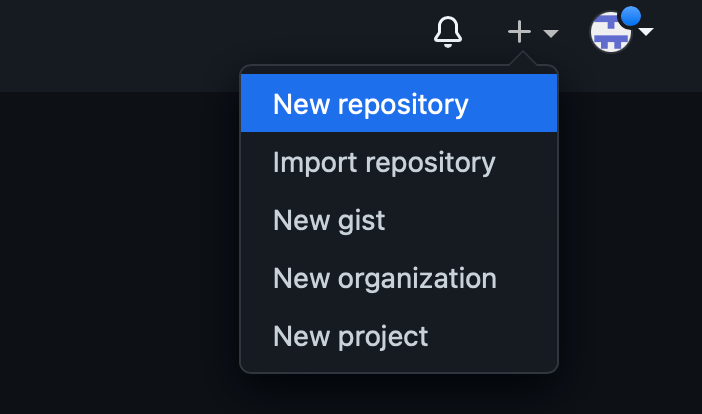 New repository
Import repository
New gist
New organization
New project